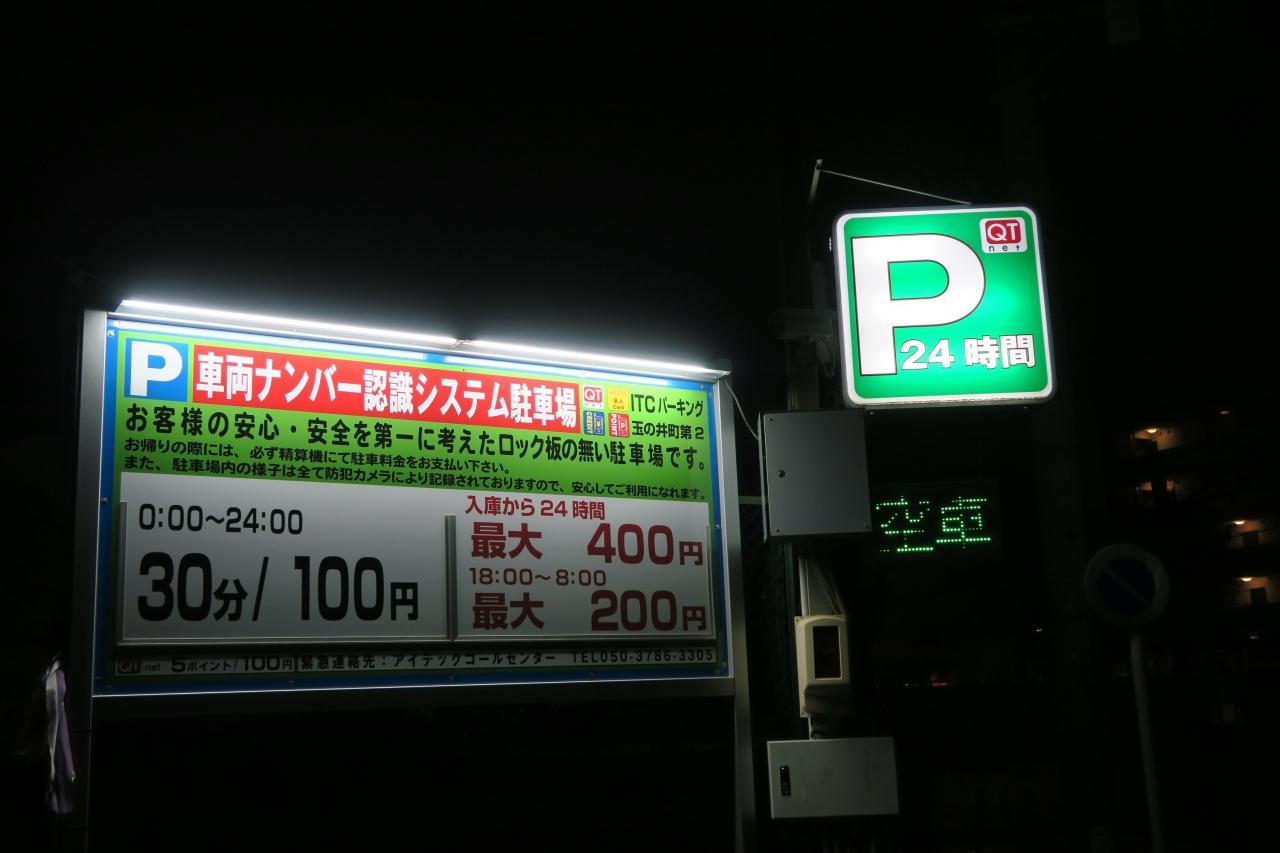 P 車両ナンバー認識システム駐車場 QT net 法人 Card ITCパーキング
CREDIT POINT 玉の井町第2
お客様の安心・安全を第一に考えたロック板の無い駐車場です。
お帰りの際には、必ず精算機にて駐車料金をお支払い下さい。
また、駐車場内の様子は全て防犯カメラにより記録されておりますので、安心してご利用になれます。
0:00～24:00
30分/100円
入庫から24時間
最大 400円
18:00～8:00
最大 200円
QT net 5ポイント/100円 緊急連絡先：アイテックコールセンター TEL050-3786-3305
QT
net
P
24時間
空車